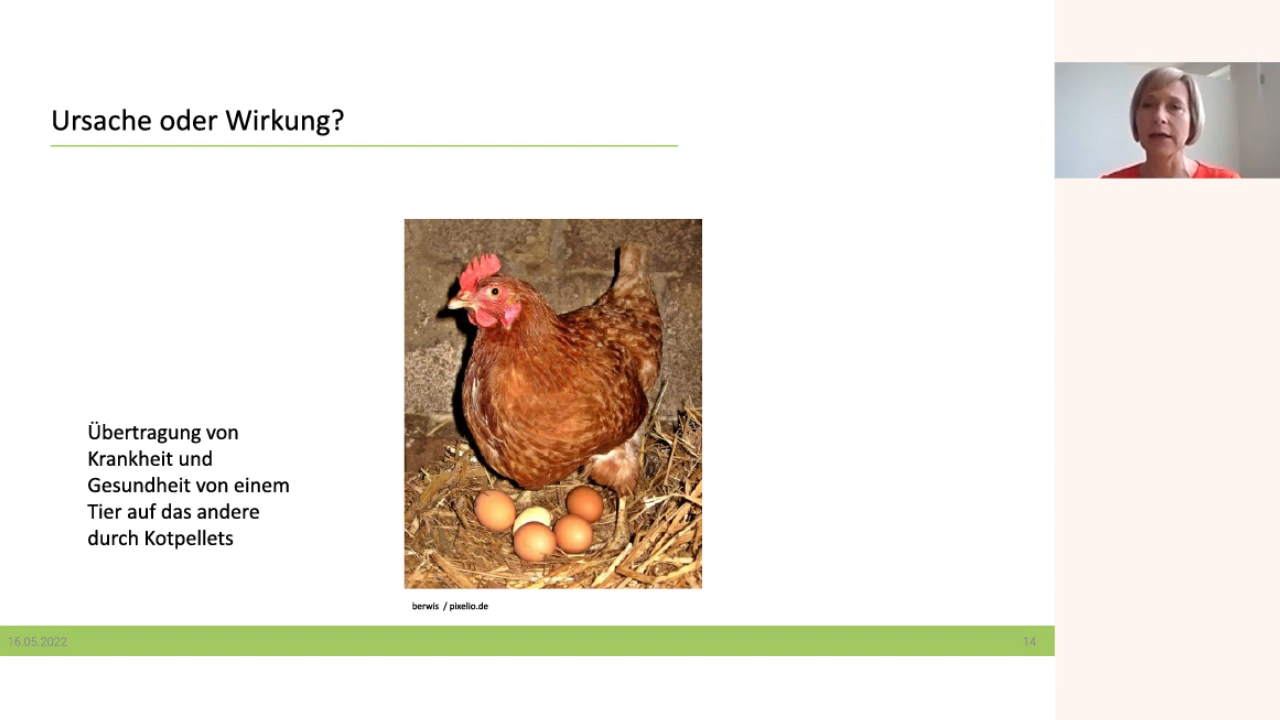 Ursache oder Wirkung?
Übertragung von
Krankheit und
Gesundheit von einem
Tier auf das andere
durch Kotpellets
berwis / pixelio.de
16.05.2022
14